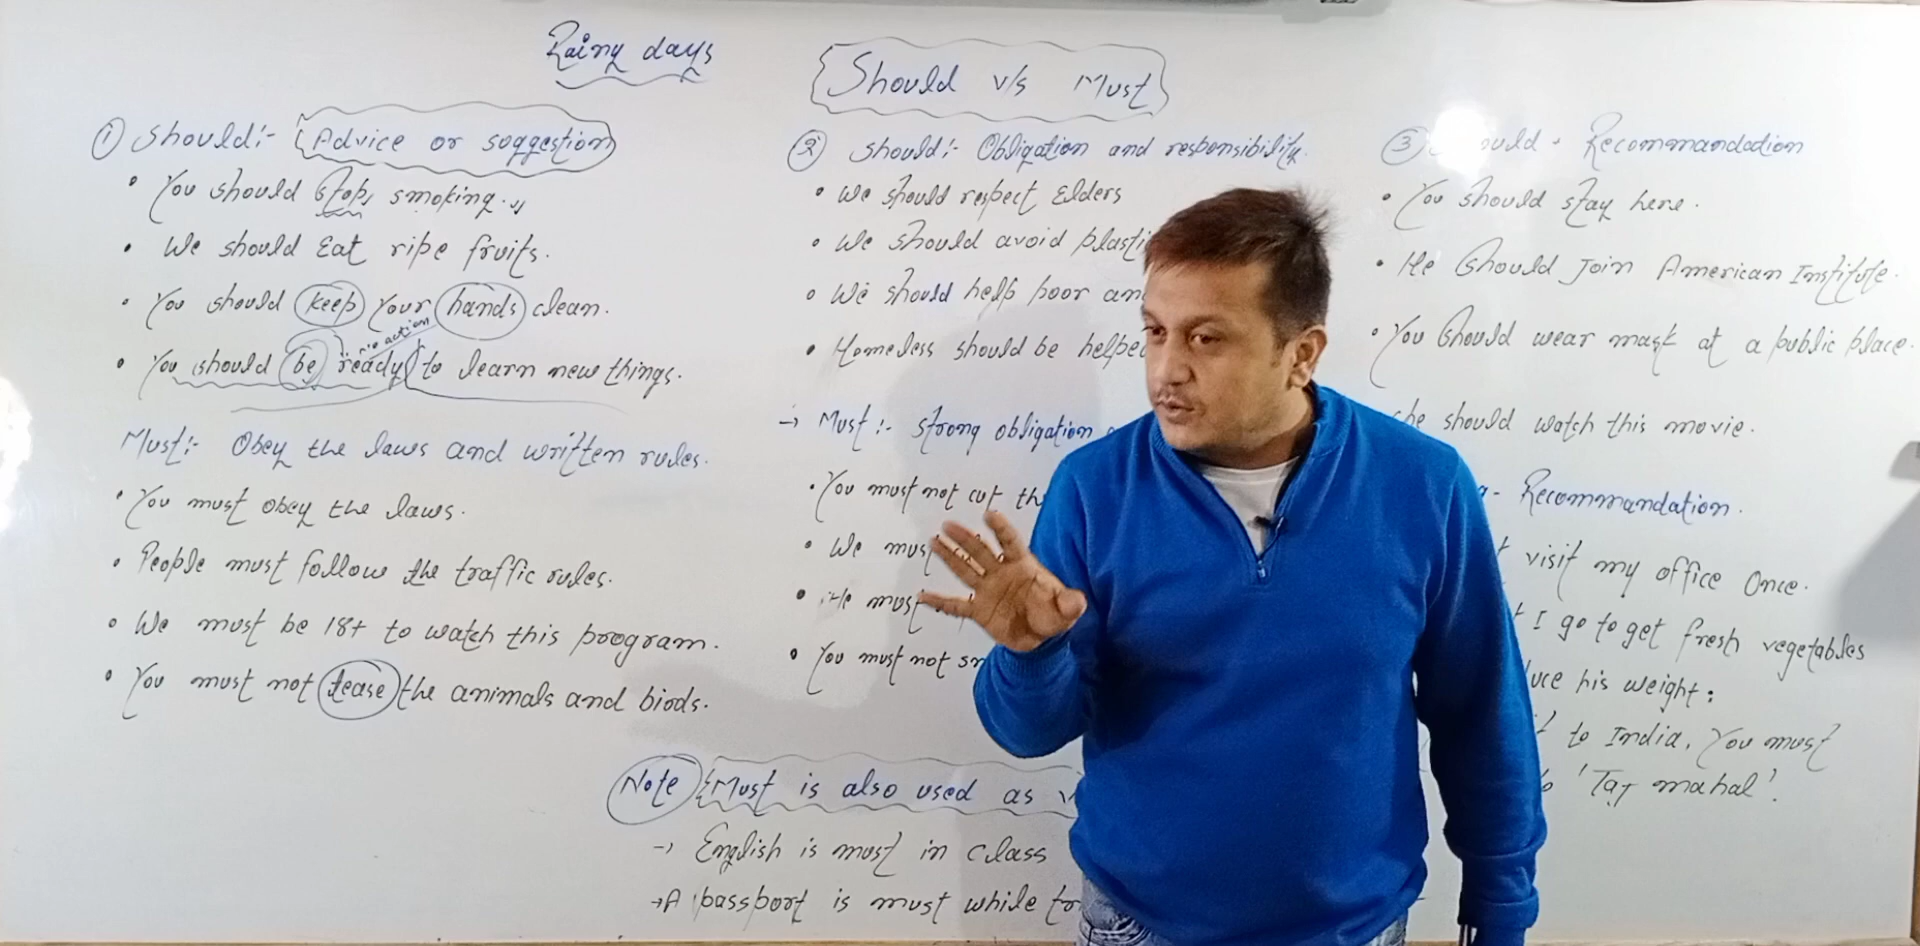 Rainy days
Should v/s Must
① Should:- Advice or suggestion
• You should stop smoking.
• We should Eat ripe fruits.
• You should keep your hands clean.
no action
• You should be ready to learn new things.
Must:- Obey the laws and written rules.
• You must obey the laws.
• People must follow the traffic rules.
• We must be 18+ to watch this program.
• You must not tease the animals and birds.
② should:- Obligation and responsibility.
• We should respect Elders
• We should avoid plasti
• We should help poor an
• Homeless should be helped
→ Must:- strong obligation
• You must not cut th
• We mus
• He must
• You must not sm
③ ould - Recommandation
• You should stay here.
• He should Join American Institute.
• You should wear mask at a public place.
she should watch this movie.
- Recommandation.
visit my office Once.
I go to get fresh vegetables
uce his weight.
to India, You must
'Taj mahal'.
Note Must is also used as
→ English is must in class
→ A passport is must while tr